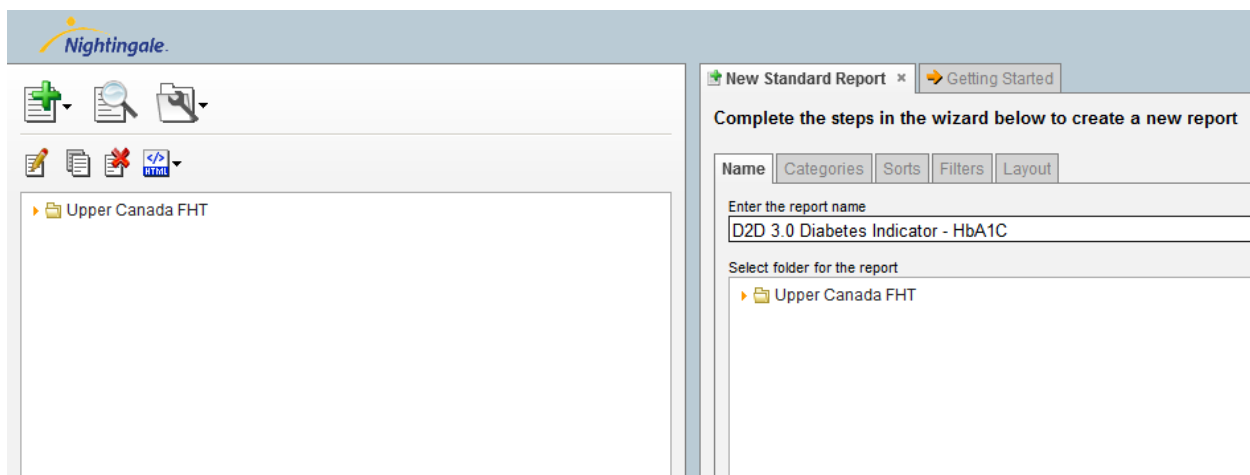 Nightingale
New Standard Report
Getting Started
Complete the steps in the wizard below to create a new report
Name Categories Sorts Filters Layout
Enter the report name
D2D 3.0 Diabetes Indicator - HbA1C
Select folder for the report
Upper Canada FHT
</> HTML
Upper Canada FHT